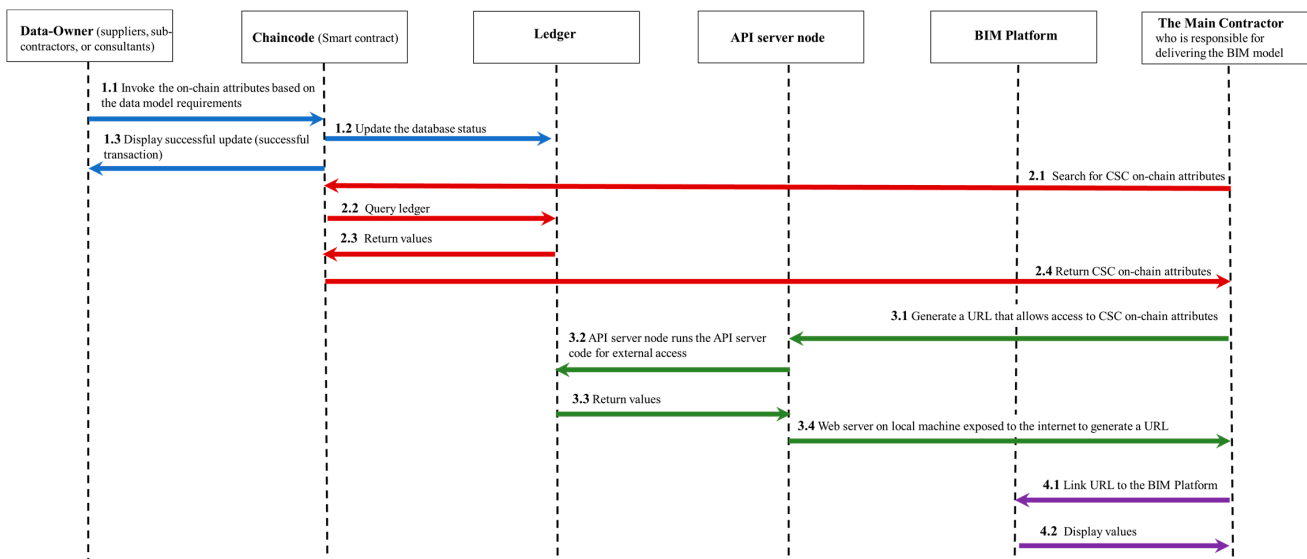 Data-Owner (suppliers, sub-
contractors, or consultants)
Chaincode (Smart contract)
Ledger
API server node
BIM Platform
The Main Contractor
who is responsible for
delivering the BIM model
1.1 Invoke the on-chain attributes based on
the data model requirements
1.2 Update the database status
1.3 Display successful update (successful
transaction)
2.1 Search for CSC on-chain attributes
2.2 Query ledger
2.3 Return values
2.4 Return CSC on-chain attributes
3.1 Generate a URL that allows access to CSC on-chain attributes
3.2 API server node runs the API server
code for external access
3.3 Return values
3.4 Web server on local machine exposed to the internet to generate a URL
4.1 Link URL to the BIM Platform
4.2 Display values